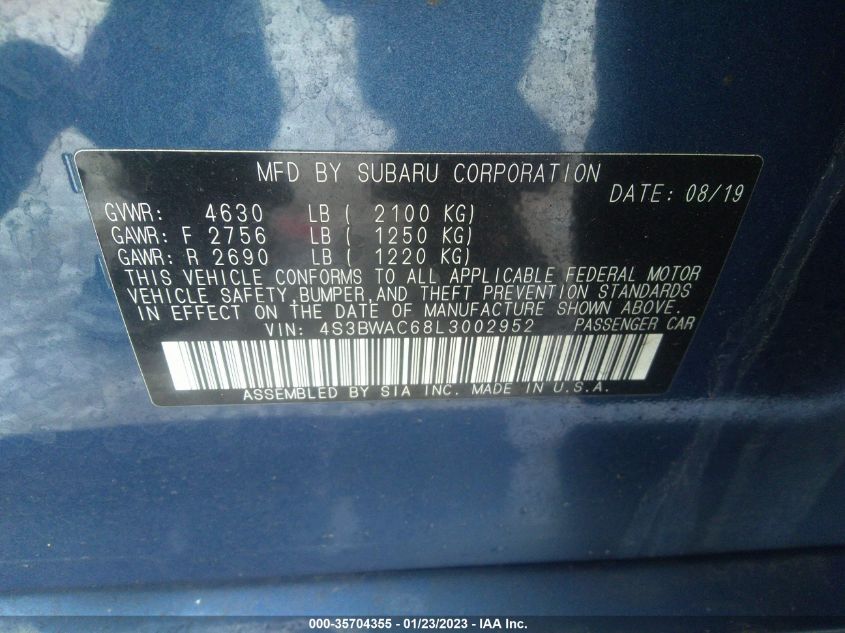 MFD BY SUBARU CORPORATION
DATE: 08/19
GVWR: 4630 LB ( 2100 KG)
GAWR: F 2756 LB ( 1250 KG)
GAWR: R 2690 LB ( 1220 KG)
THIS VEHICLE CONFORMS TO ALL APPLICABLE FEDERAL MOTOR
VEHICLE SAFETY,BUMPER,AND THEFT PREVENTION STANDARDS
IN EFFECT ON THE DATE OF MANUFACTURE SHOWN ABOVE.
VIN: 4S3BWAC68L3002952 PASSENGER CAR
ASSEMBLED BY SIA INC. MADE IN U.S.A.
000-35704355 - 01/23/2023 - IAA Inc.